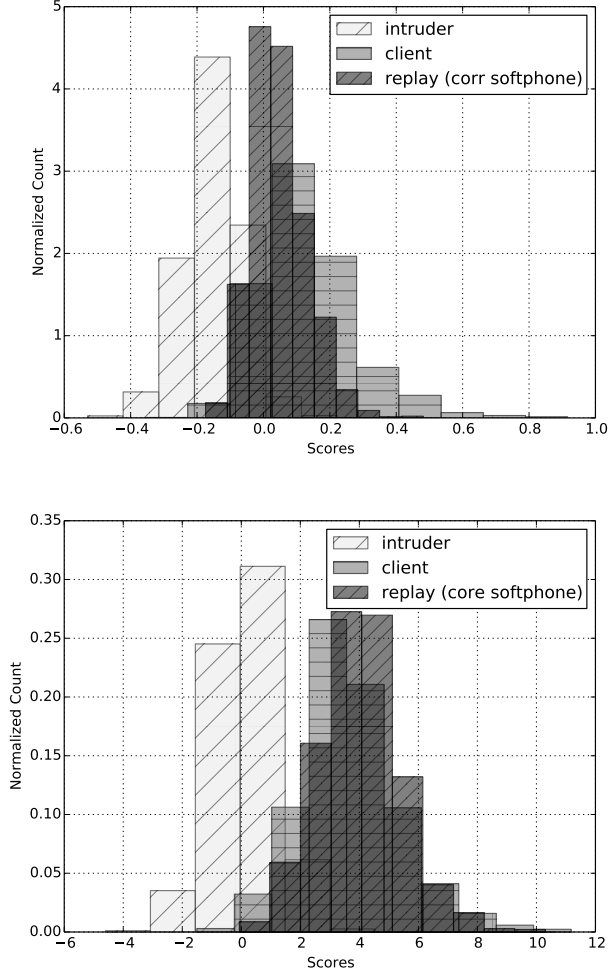 5
4
3
2
1
0
Normalized Count
intruder
client
replay (corr softphone)
−0.6 −0.4 −0.2 0.0 0.2 0.4 0.6 0.8 1.0
Scores
0.35
0.30
0.25
0.20
0.15
0.10
0.05
0.00
Normalized Count
intruder
client
replay (core softphone)
−6 −4 −2 0 2 4 6 8 10 12
Scores